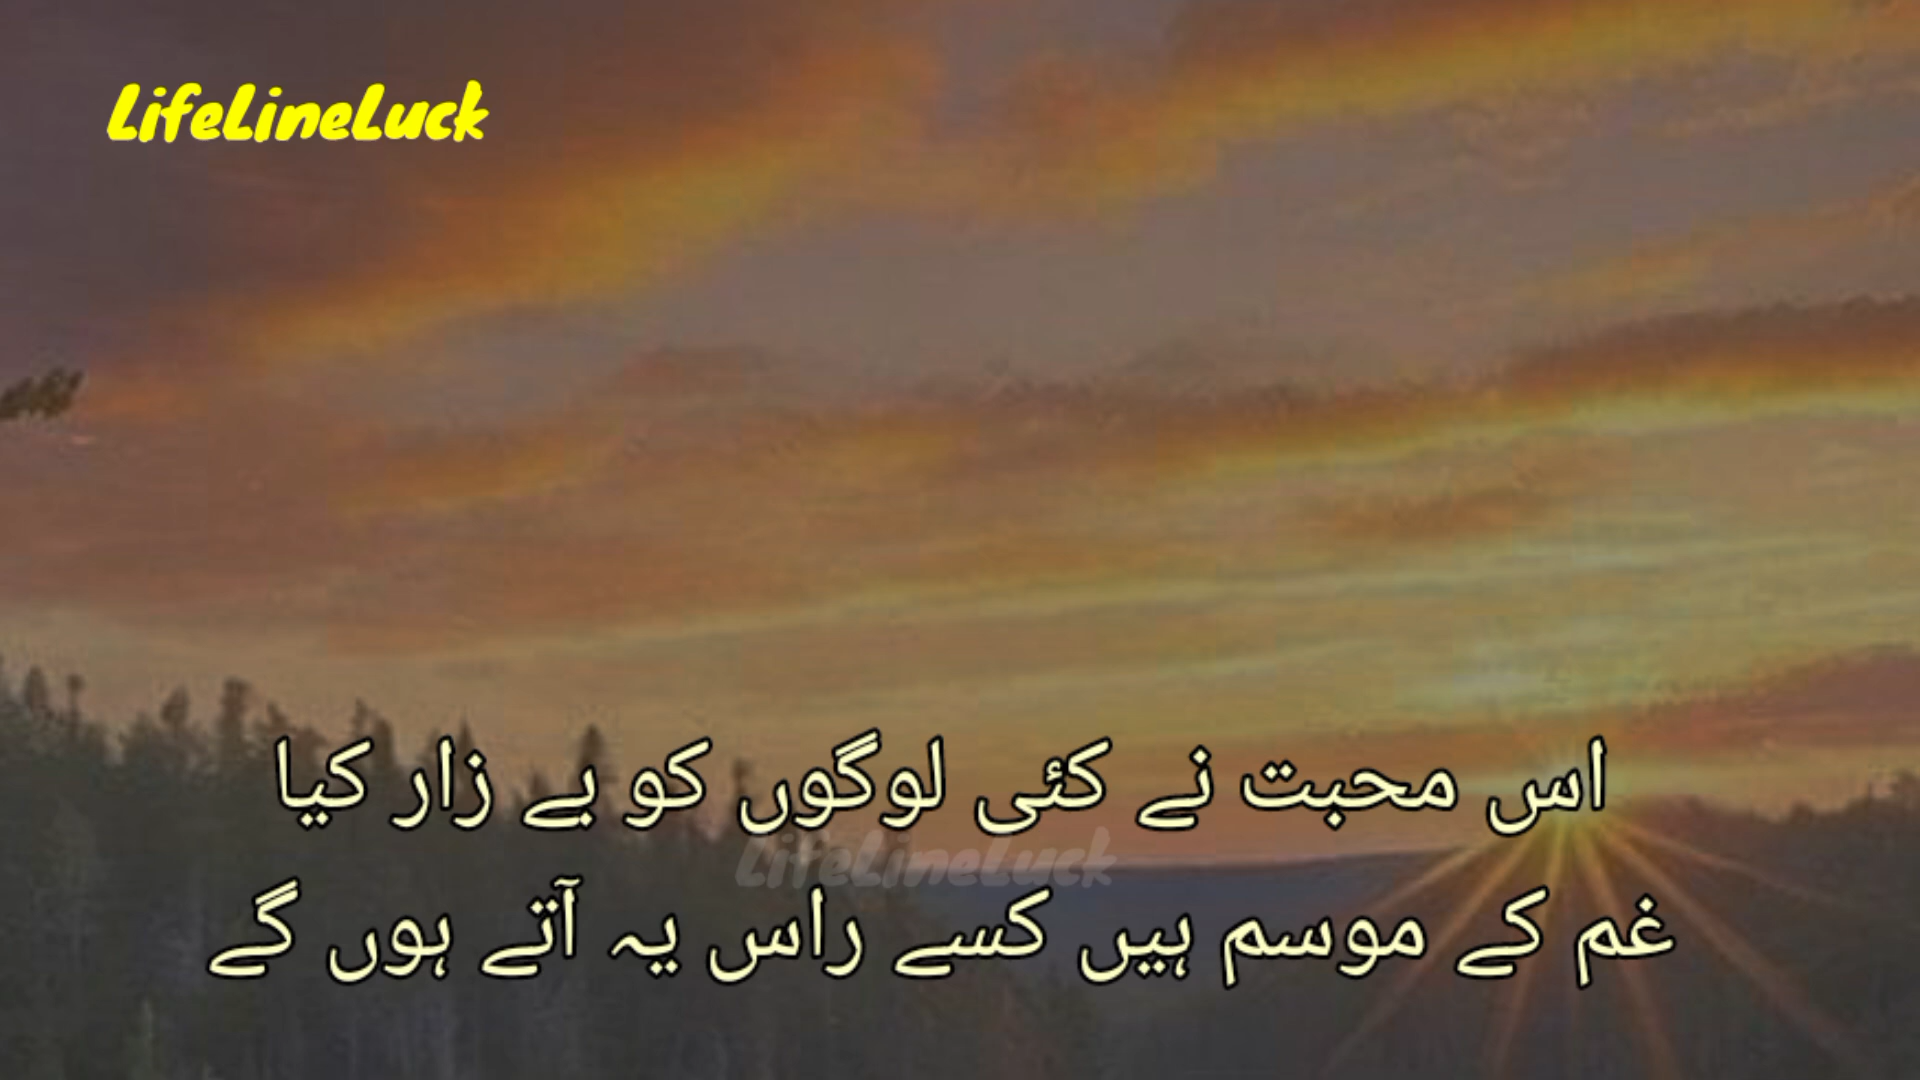 LifeLineLuck
اس محبت نے کئی لوگوں کو بے زار کیا
LifeLineLuck
غم کے موسم ہیں کسے راس یہ آتے ہوں گے